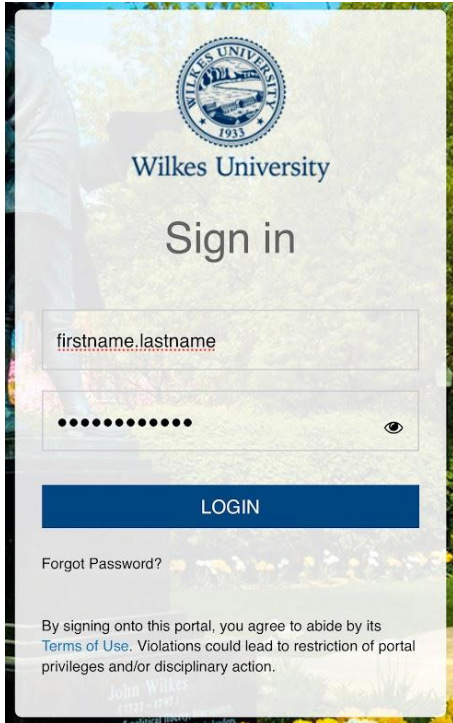 WILKES UNIVERSITY
1933
Wilkes University
Sign in
firstname.lastname
••••••••••••
LOGIN
Forgot Password?
By signing onto this portal, you agree to abide by its
Terms of Use. Violations could lead to restriction of portal
privileges and/or disciplinary action.
John Wilkes
(1727 - 1797)